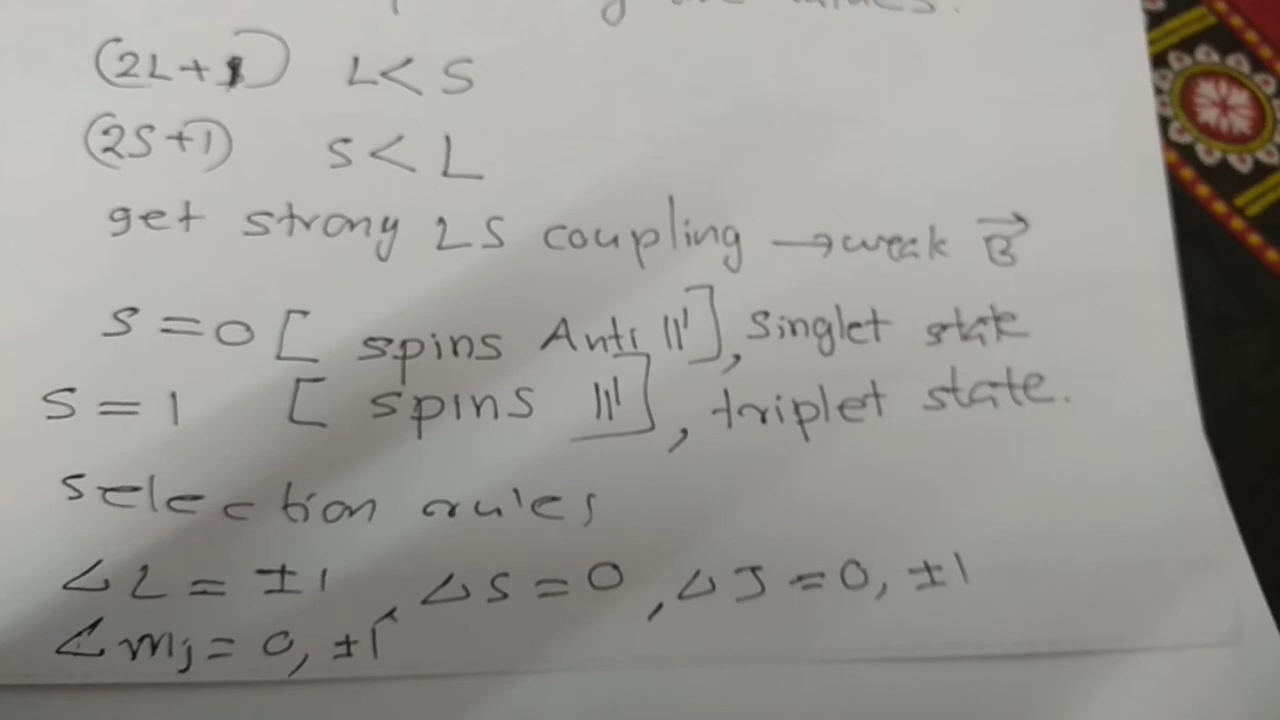 values.
(2L+1) L<S
(2S+1) S<L
get strong LS coupling →weak B⃗
S=0 [ spins Anti ||'], singlet state
S=1 [ spins ||'], triplet state.
selection rules
ΔL=±1, ΔS=0, ΔJ=0, ±1
Δmj=0, ±1